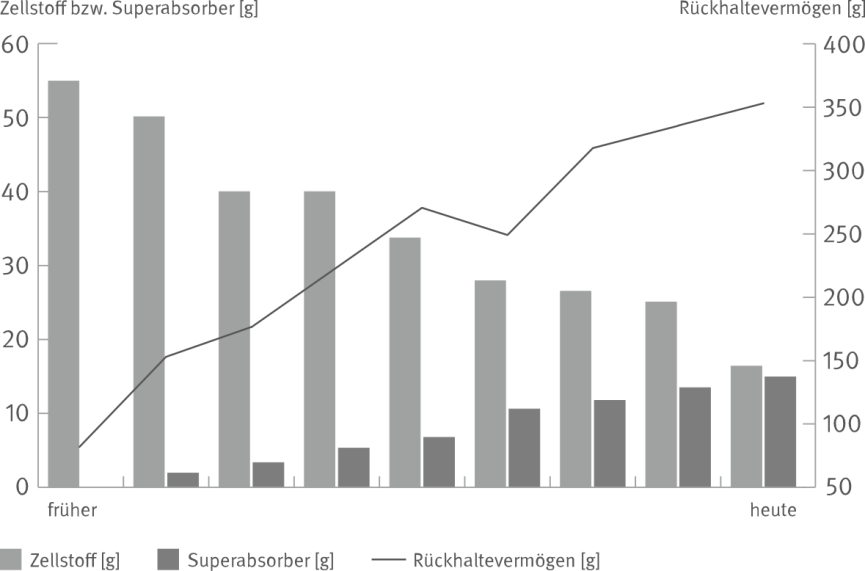 Zellstoff bzw. Superabsorber [g]
Rückhaltevermögen [g]
60
400
350
50
300
40
250
30
200
20
150
10
100
0
50
früher
heute
Zellstoff [g]
Superabsorber [g]
Rückhaltevermögen [g]